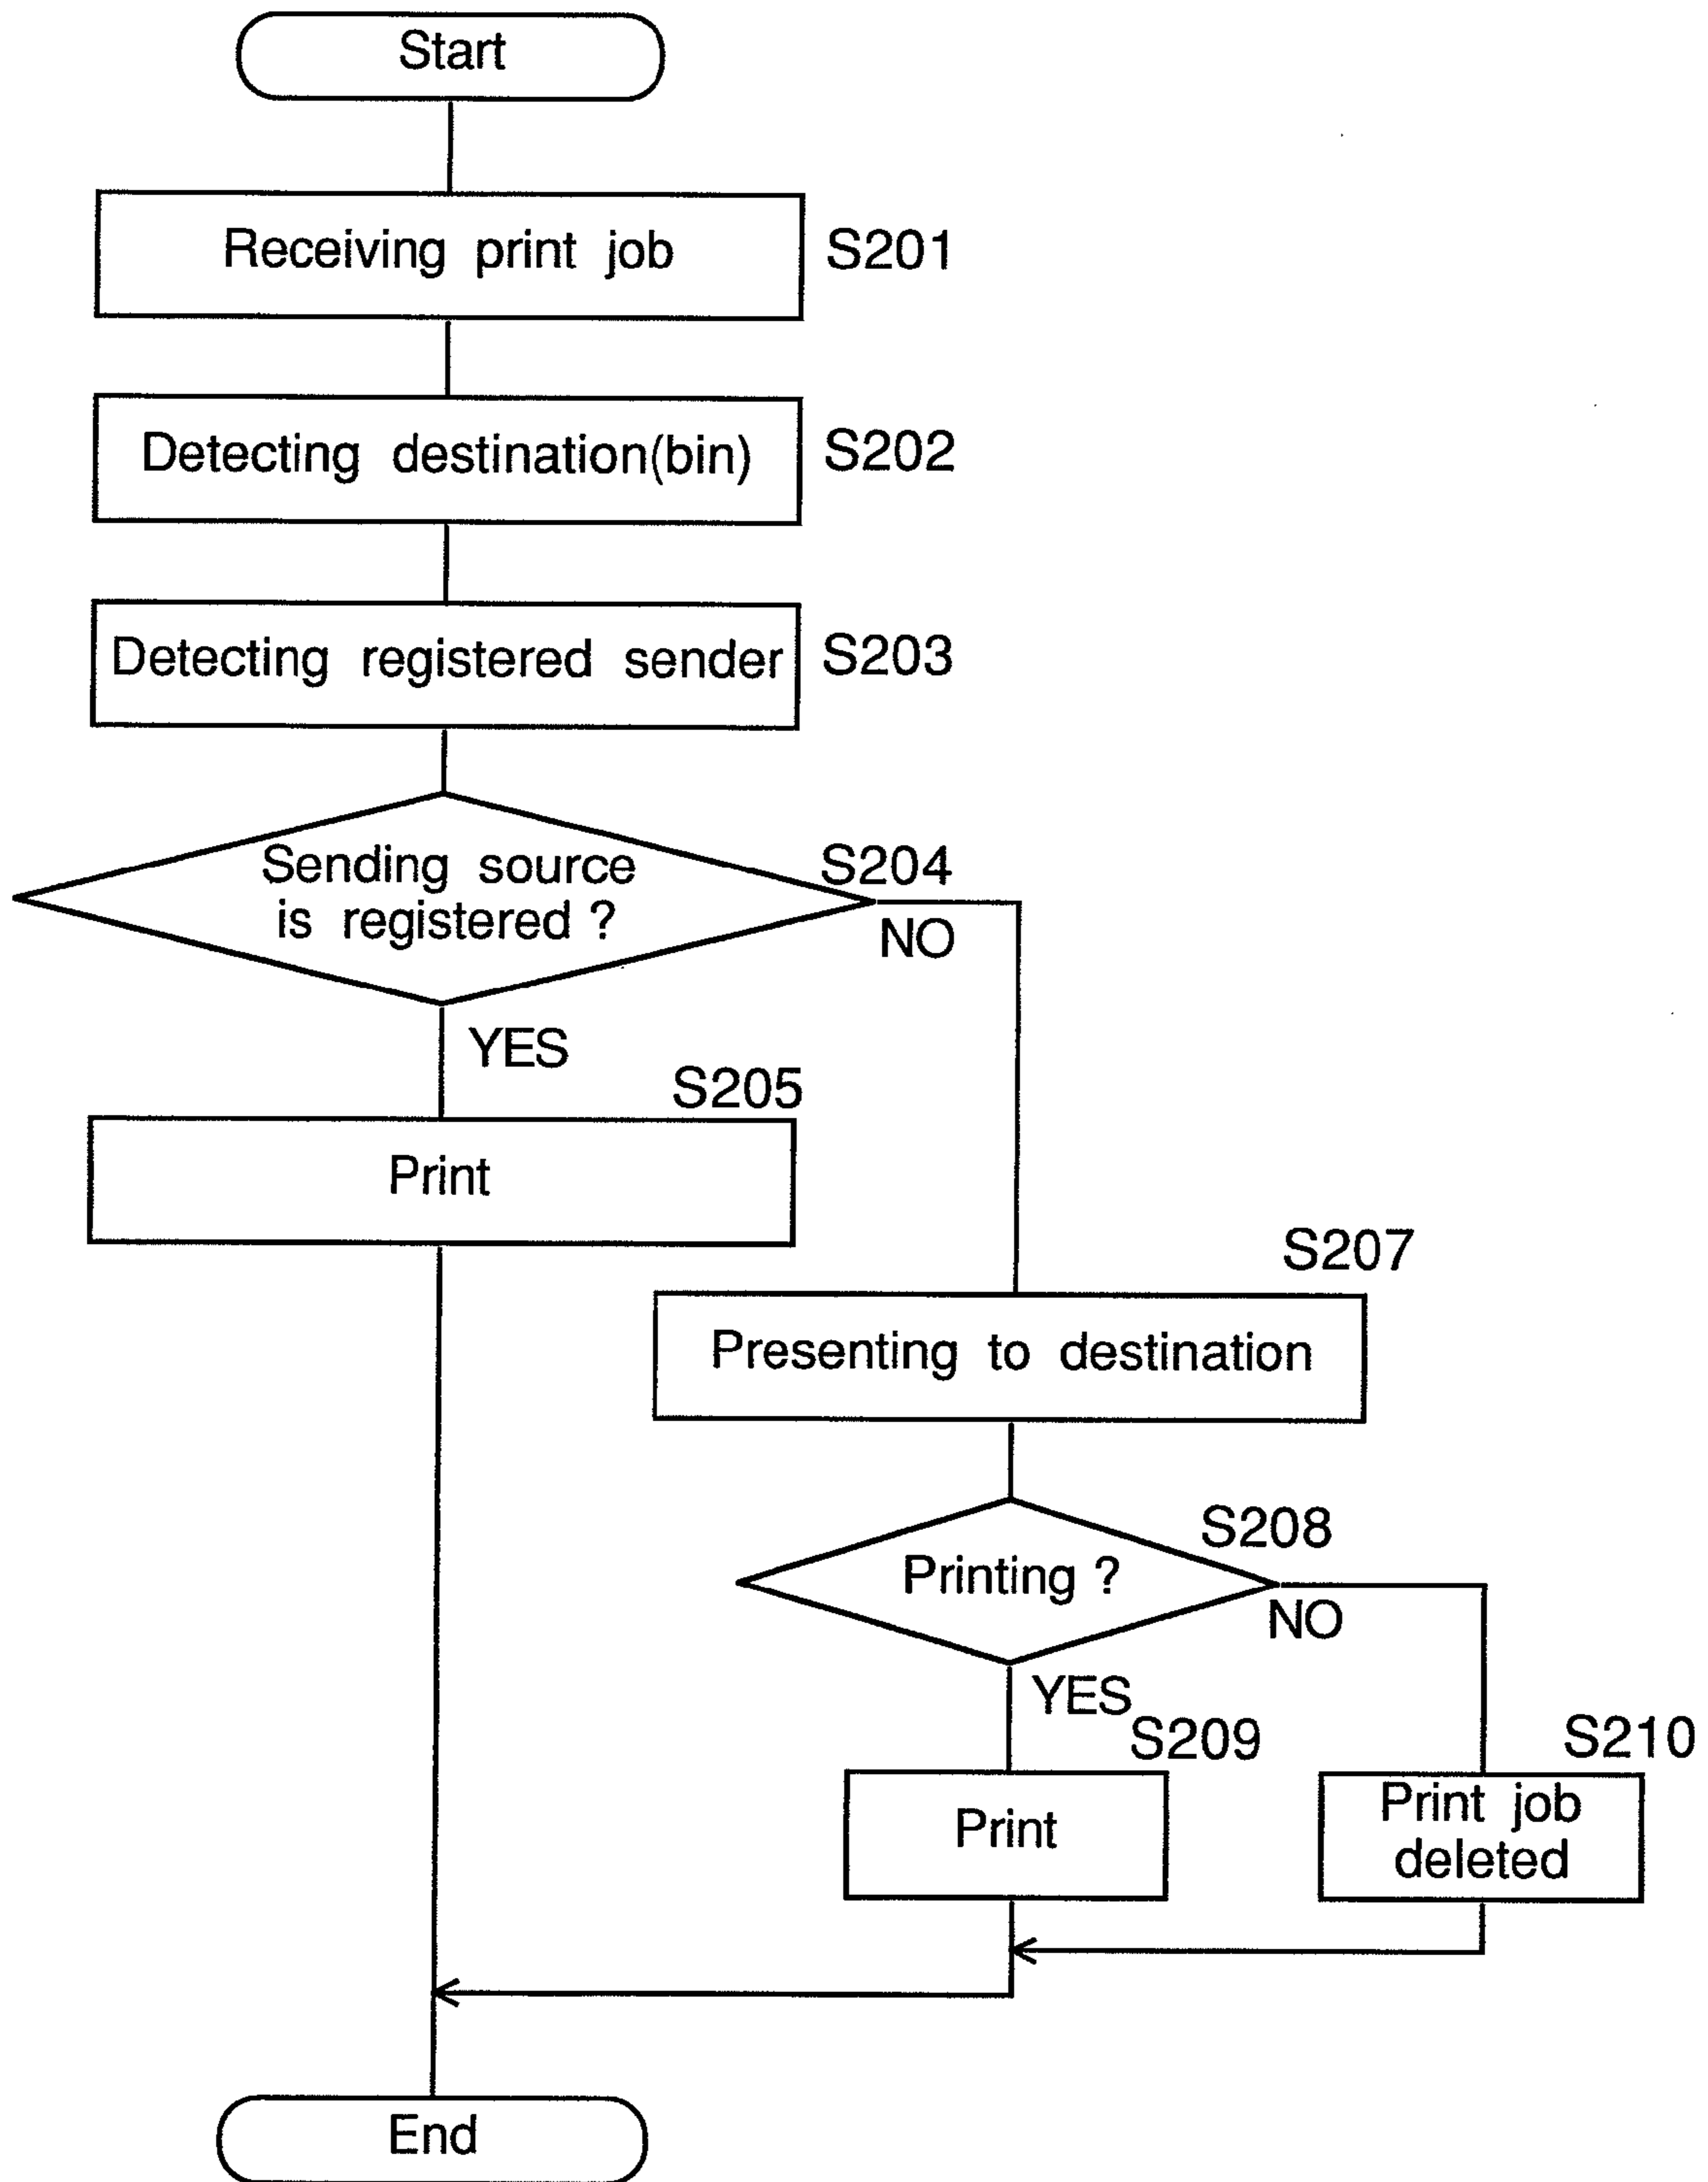 Start
Receiving print job
S201
Detecting destination(bin)
S202
Detecting registered sender
S203
Sending source
is registered ?
S204
NO
YES
S205
Print
S207
Presenting to destination
S208
Printing ?
NO
YES
S209
Print
S210
Print job
deleted
End